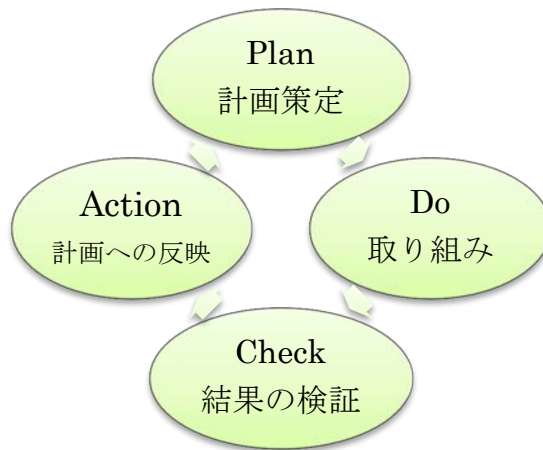 Plan
計画策定
Action
計画への反映
Do
取り組み
Check
結果の検証